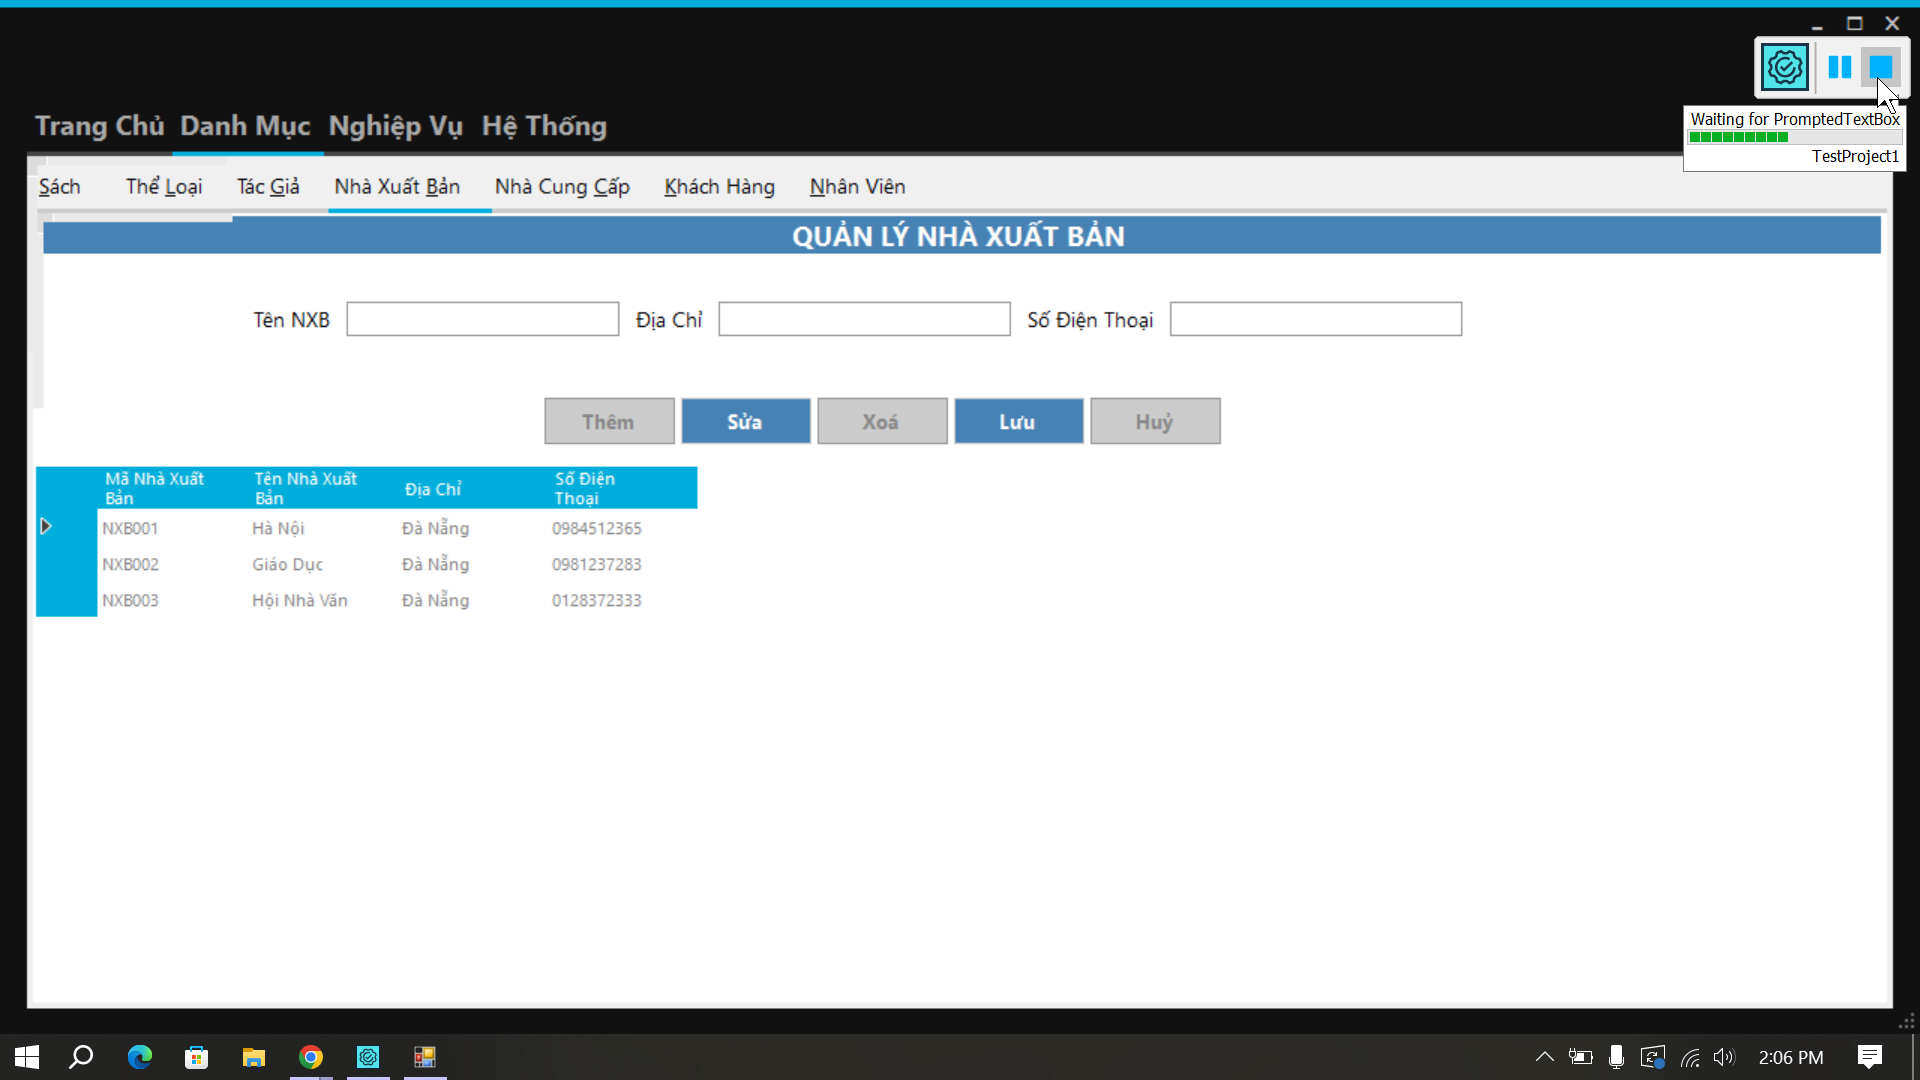 Trang Chủ Danh Mục Nghiệp Vụ Hệ Thống
Waiting for PromptedTextBox
TestProject1
Sách Thể Loại Tác Giả Nhà Xuất Bản Nhà Cung Cấp Khách Hàng Nhân Viên
QUẢN LÝ NHÀ XUẤT BẢN
Tên NXB Địa Chỉ Số Điện Thoại
Thêm Sửa Xoá Lưu Huỷ
Mã Nhà Xuất Bản Tên Nhà Xuất Bản Địa Chỉ Số Điện Thoại
NXB001 Hà Nội Đà Nẵng 0984512365
NXB002 Giáo Dục Đà Nẵng 0981237283
NXB003 Hội Nhà Văn Đà Nẵng 0128372333
2:06 PM